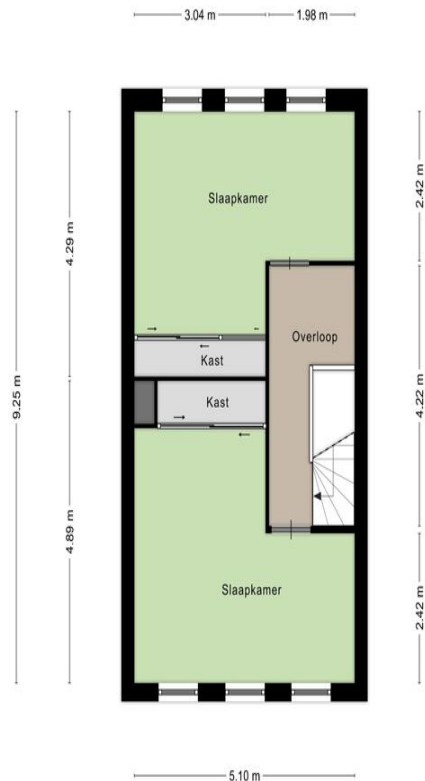 3.04 m
1.98 m
Slaapkamer
2.42 m
4.29 m
Overloop
Kast
Kast
9.25 m
4.22 m
4.89 m
Slaapkamer
2.42 m
5.10 m